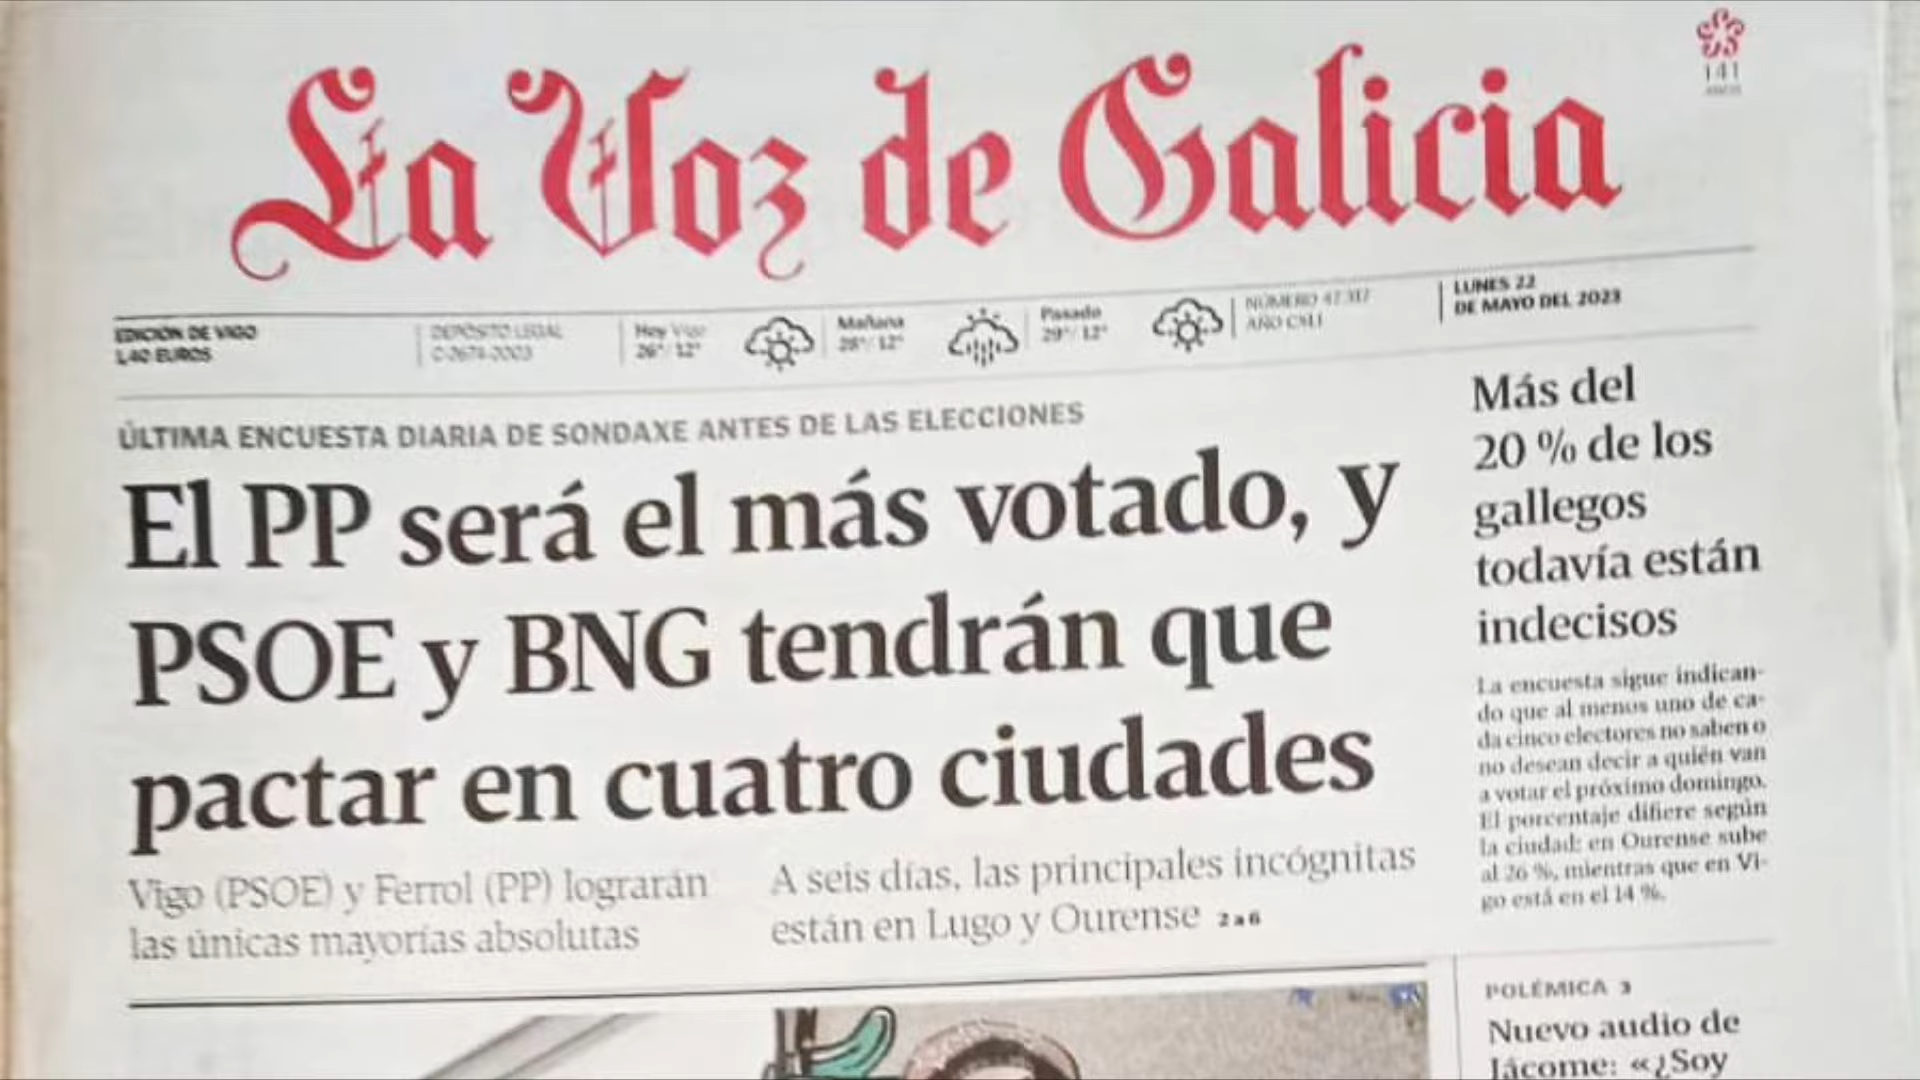 La Voz de Galicia
141
AÑOS
EDICIÓN DE VIGO
1,40 EUROS
DEPÓSITO LEGAL
Hoy Vigo
26°/12°
Mañana
28°/12°
Pasado
29°/12°
NÚMERO 47.317
AÑO CXLI
LUNES 22
DE MAYO DEL 2023
ÚLTIMA ENCUESTA DIARIA DE SONDAXE ANTES DE LAS ELECCIONES
El PP será el más votado, y
PSOE y BNG tendrán que
pactar en cuatro ciudades
Vigo (PSOE) y Ferrol (PP) lograrán
las únicas mayorías absolutas
A seis días, las principales incógnitas
están en Lugo y Ourense 2 a 6
Más del
20 % de los
gallegos
todavía están
indecisos
La encuesta sigue indican-
do que al menos uno de ca-
da cinco electores no saben o
no desean decir a quién van
a votar el próximo domingo.
El porcentaje difiere según
la ciudad: en Ourense sube
al 26 %, mientras que en Vi-
go está en el 14 %.
POLÉMICA 3
Nuevo audio de
Jácome: «¿Soy